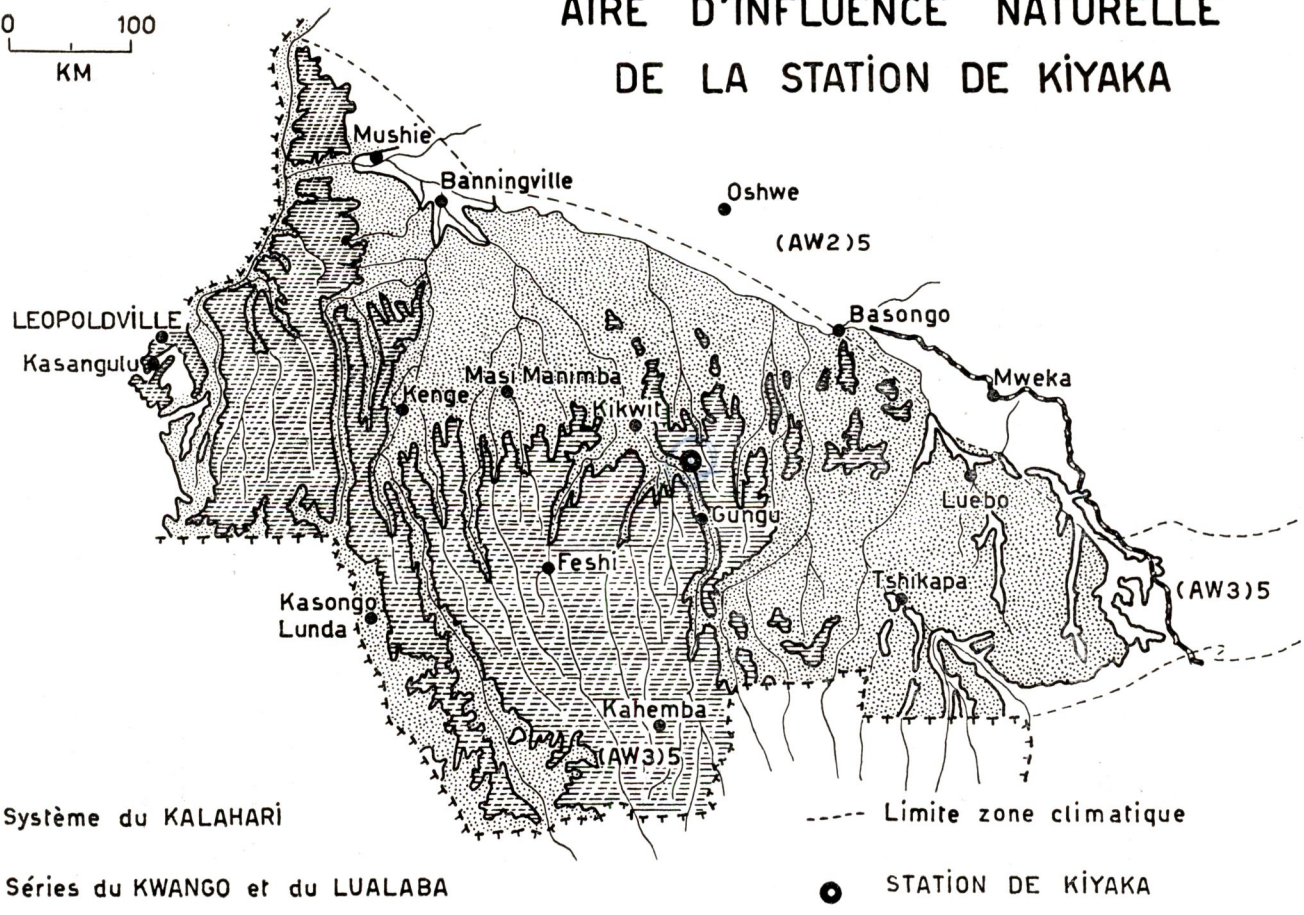 AIRE D'INFLUENCE NATURELLE
DE LA STATION DE KIYAKA
0 100
KM
Mushie
Banningville
Oshwe
(AW2)5
LEOPOLDVILLE
Kasangulu
Basongo
Mweka
Masi Manimba
Kenge
Kikwit
Luebo
Gungu
Feshi
Tshikapa
(AW3)5
Kasongo
Lunda
Kahemba
(AW3)5
Système du KALAHARI
Limite zone climatique
Séries du KWANGO et du LUALABA
STATION DE KIYAKA